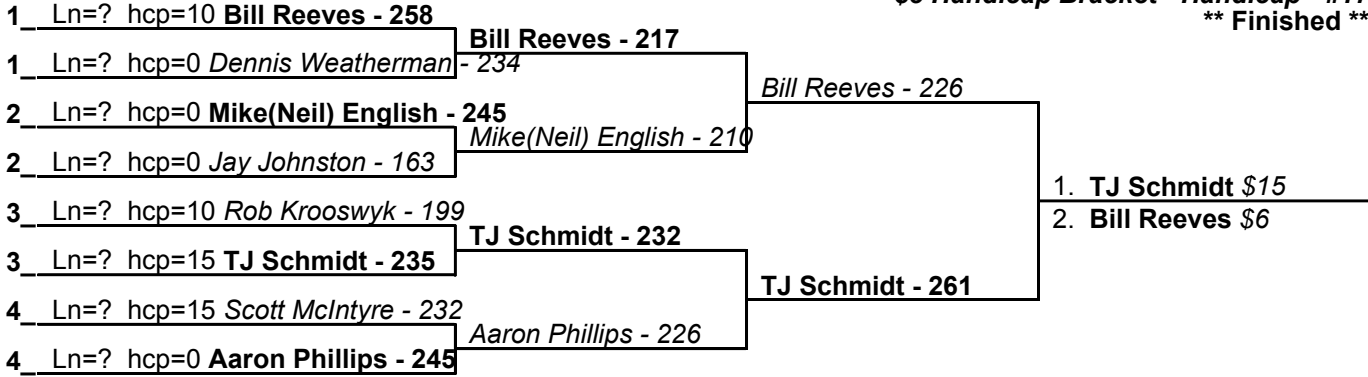 ** Finished **
1_ Ln=? hcp=10 Bill Reeves - 258
1_ Ln=? hcp=0 Dennis Weatherman - 234
2_ Ln=? hcp=0 Mike(Neil) English - 245
2_ Ln=? hcp=0 Jay Johnston - 163
3_ Ln=? hcp=10 Rob Krooswyk - 199
3_ Ln=? hcp=15 TJ Schmidt - 235
4_ Ln=? hcp=15 Scott McIntyre - 232
4_ Ln=? hcp=0 Aaron Phillips - 245
Bill Reeves - 217
Mike(Neil) English - 210
TJ Schmidt - 232
Aaron Phillips - 226
Bill Reeves - 226
TJ Schmidt - 261
1. TJ Schmidt $15
2. Bill Reeves $6